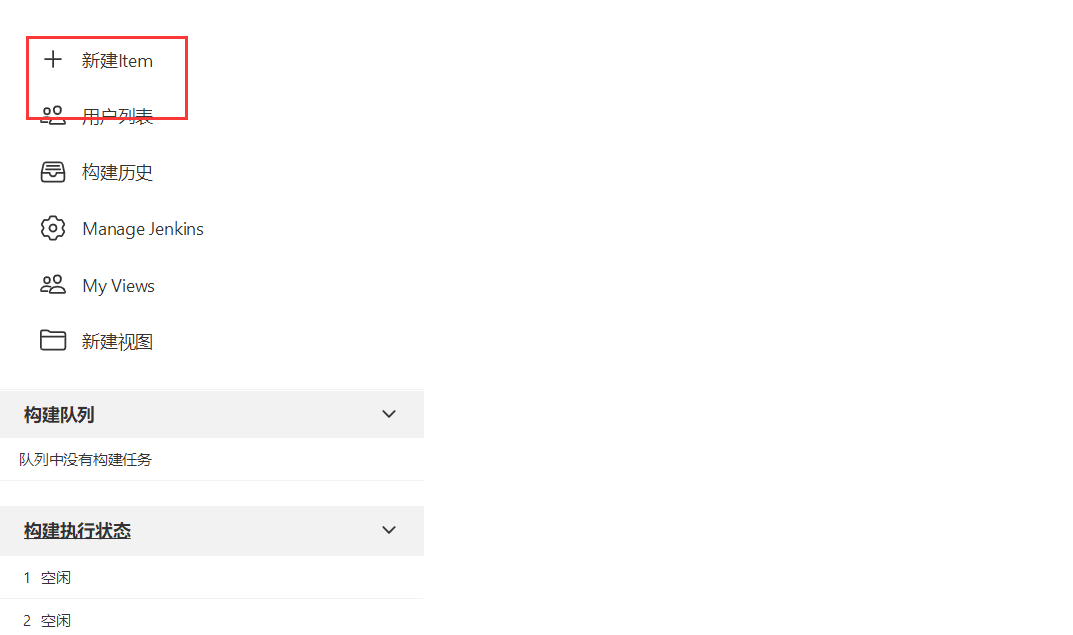 新建Item
用户列表
构建历史
Manage Jenkins
My Views
新建视图
构建队列
队列中没有构建任务
构建执行状态
1 空闲
2 空闲